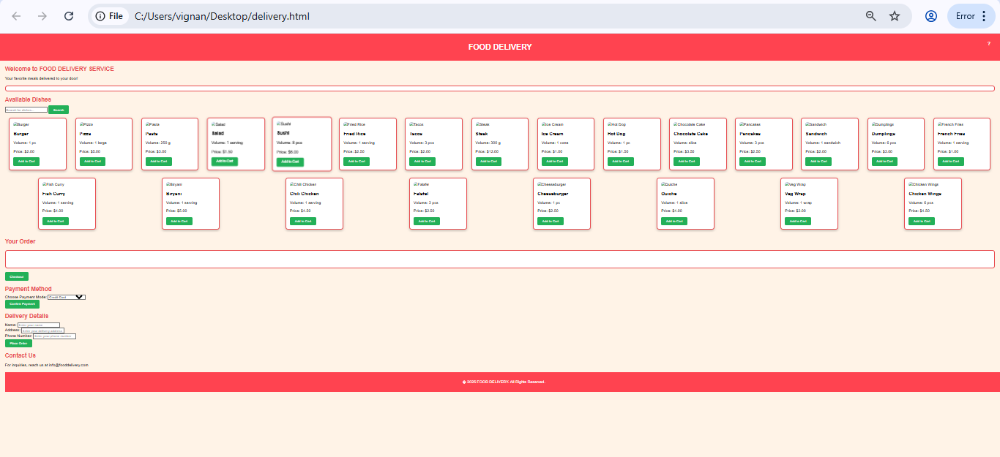 File C:/Users/vignan/Desktop/delivery.html Error
FOOD DELIVERY ?
Welcome to FOOD DELIVERY SERVICE
Your favorite meals delivered to your door!
Available Dishes
Search for dishes... Search
Burger Pizza Pasta Salad Sushi Fried Rice Tacos Steak Ice Cream Hot Dog Chocolate Cake Pancakes Sandwich Dumplings French Fries
Burger Pizza Pasta Salad Sushi Fried Rice Tacos Steak Ice Cream Hot Dog Chocolate Cake Pancakes Sandwich Dumplings French Fries
Volume: 1 pc Volume: 1 large Volume: 250 g Volume: 1 serving Volume: 8 pcs Volume: 1 serving Volume: 3 pcs Volume: 300 g Volume: 1 cone Volume: 1 pc Volume: slice Volume: 3 pcs Volume: 1 sandwich Volume: 6 pcs Volume: 1 serving
Price: $2.00 Price: $5.00 Price: $3.00 Price: $1.50 Price: $6.00 Price: $2.50 Price: $2.00 Price: $12.00 Price: $1.00 Price: $1.50 Price: $3.50 Price: $2.50 Price: $2.00 Price: $3.00 Price: $1.00
Add to Cart Add to Cart Add to Cart Add to Cart Add to Cart Add to Cart Add to Cart Add to Cart Add to Cart Add to Cart Add to Cart Add to Cart Add to Cart Add to Cart Add to Cart
Fish Curry Biryani Chili Chicken Falafe Cheeseburger Quiche Veg Wrap Chicken Wings
Fish Curry Biryani Chili Chicken Falafel Cheeseburger Quiche Veg Wrap Chicken Wings
Volume: 1 serving Volume: 1 serving Volume: 1 serving Volume: 3 pcs Volume: 1 pc Volume: 1 slice Volume: 1 wrap Volume: 6 pcs
Price: $4.00 Price: $5.00 Price: $4.50 Price: $2.50 Price: $2.50 Price: $4.00 Price: $2.00 Price: $4.50
Add to Cart Add to Cart Add to Cart Add to Cart Add to Cart Add to Cart Add to Cart Add to Cart
Your Order
Checkout
Payment Method
Choose Payment Mode: Credit Card
Confirm Payment
Delivery Details
Name: Enter your name
Address: Enter your delivery address
Phone Number: Enter your phone number
Place Order
Contact Us
For inquiries, reach us at info@fooddelivery.com
� 2025 FOOD DELIVERY. All Rights Reserved.